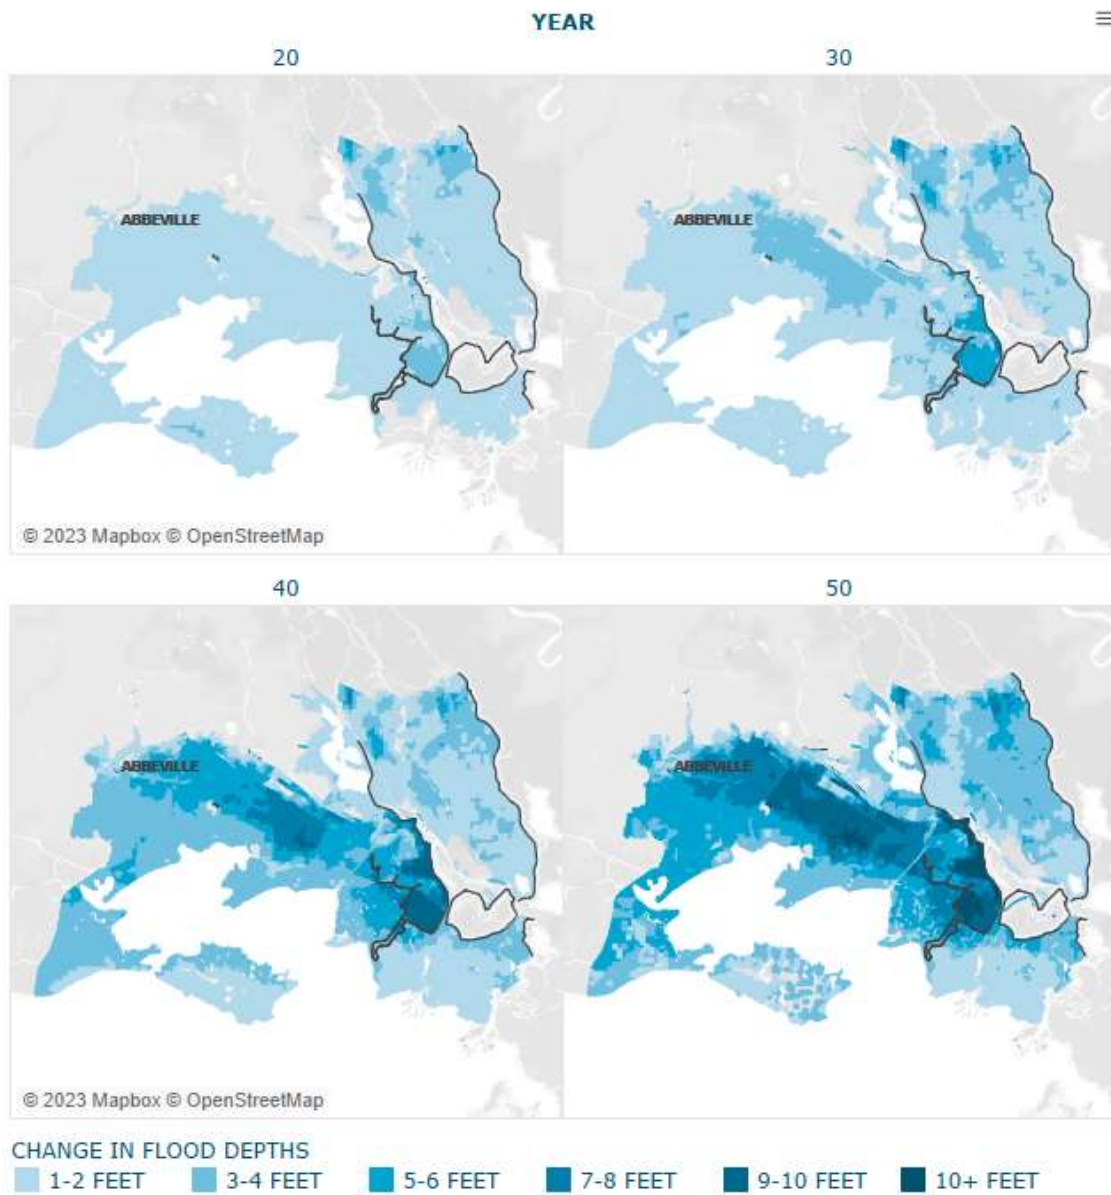 YEAR
20
30
ABBEVILLE
ABBEVILLE
© 2023 Mapbox © OpenStreetMap
40
50
ABBEVILLE
ABBEVILLE
© 2023 Mapbox © OpenStreetMap
CHANGE IN FLOOD DEPTHS
1-2 FEET 3-4 FEET 5-6 FEET 7-8 FEET 9-10 FEET 10+ FEET